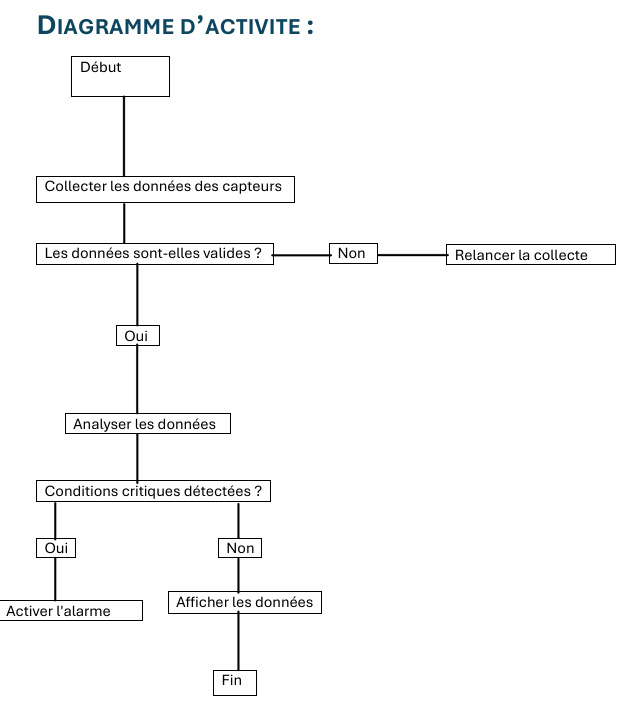 DIAGRAMME D’ACTIVITE :
Début
Collecter les données des capteurs
Les données sont-elles valides ?
Non
Relancer la collecte
Oui
Analyser les données
Conditions critiques détectées ?
Oui
Non
Activer l'alarme
Afficher les données
Fin